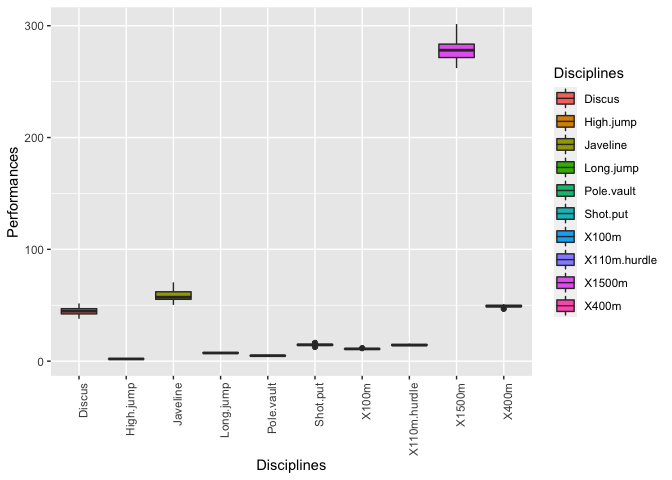 300
200
100
0
Performances
Discus
High.jump
Javeline
Long.jump
Pole.vault
Shot.put
X100m
X110m.hurdle
X1500m
X400m
Disciplines
Disciplines
Discus
High.jump
Javeline
Long.jump
Pole.vault
Shot.put
X100m
X110m.hurdle
X1500m
X400m